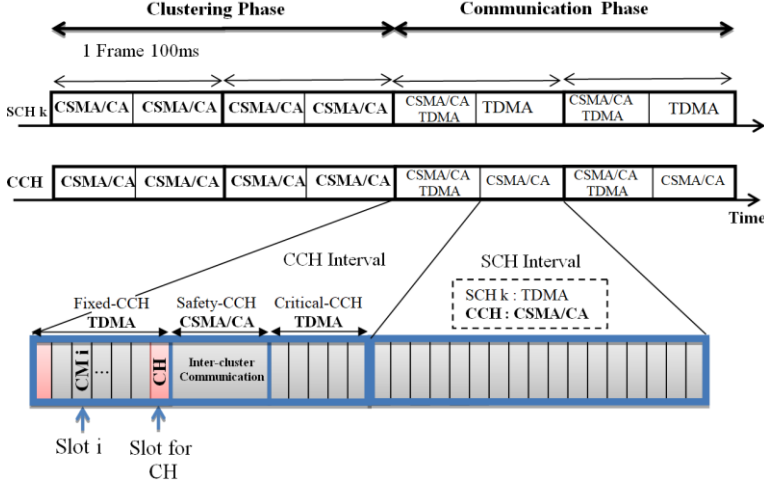 Clustering Phase Communication Phase
1 Frame 100ms
SCH k CSMA/CA CSMA/CA CSMA/CA CSMA/CA CSMA/CA TDMA TDMA CSMA/CA TDMA TDMA
CCH CSMA/CA CSMA/CA CSMA/CA CSMA/CA CSMA/CA TDMA CSMA/CA CSMA/CA TDMA CSMA/CA
Time
CCH Interval SCH Interval
SCH k : TDMA
CCH : CSMA/CA
Fixed-CCH Safety-CCH Critical-CCH
TDMA CSMA/CA TDMA
CM i ... CH Inter-cluster
Communication
Slot i Slot for
CH